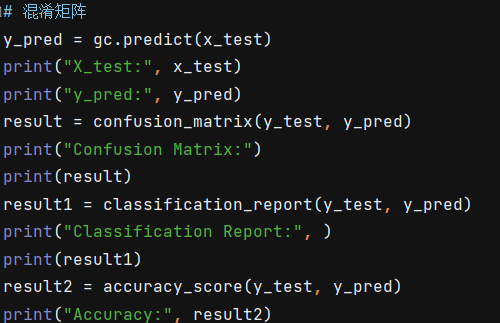 # 混淆矩阵
y_pred = gc.predict(x_test)
print("X_test:", x_test)
print("y_pred:", y_pred)
result = confusion_matrix(y_test, y_pred)
print("Confusion Matrix:")
print(result)
result1 = classification_report(y_test, y_pred)
print("Classification Report:", )
print(result1)
result2 = accuracy_score(y_test, y_pred)
print("Accuracy:", result2)